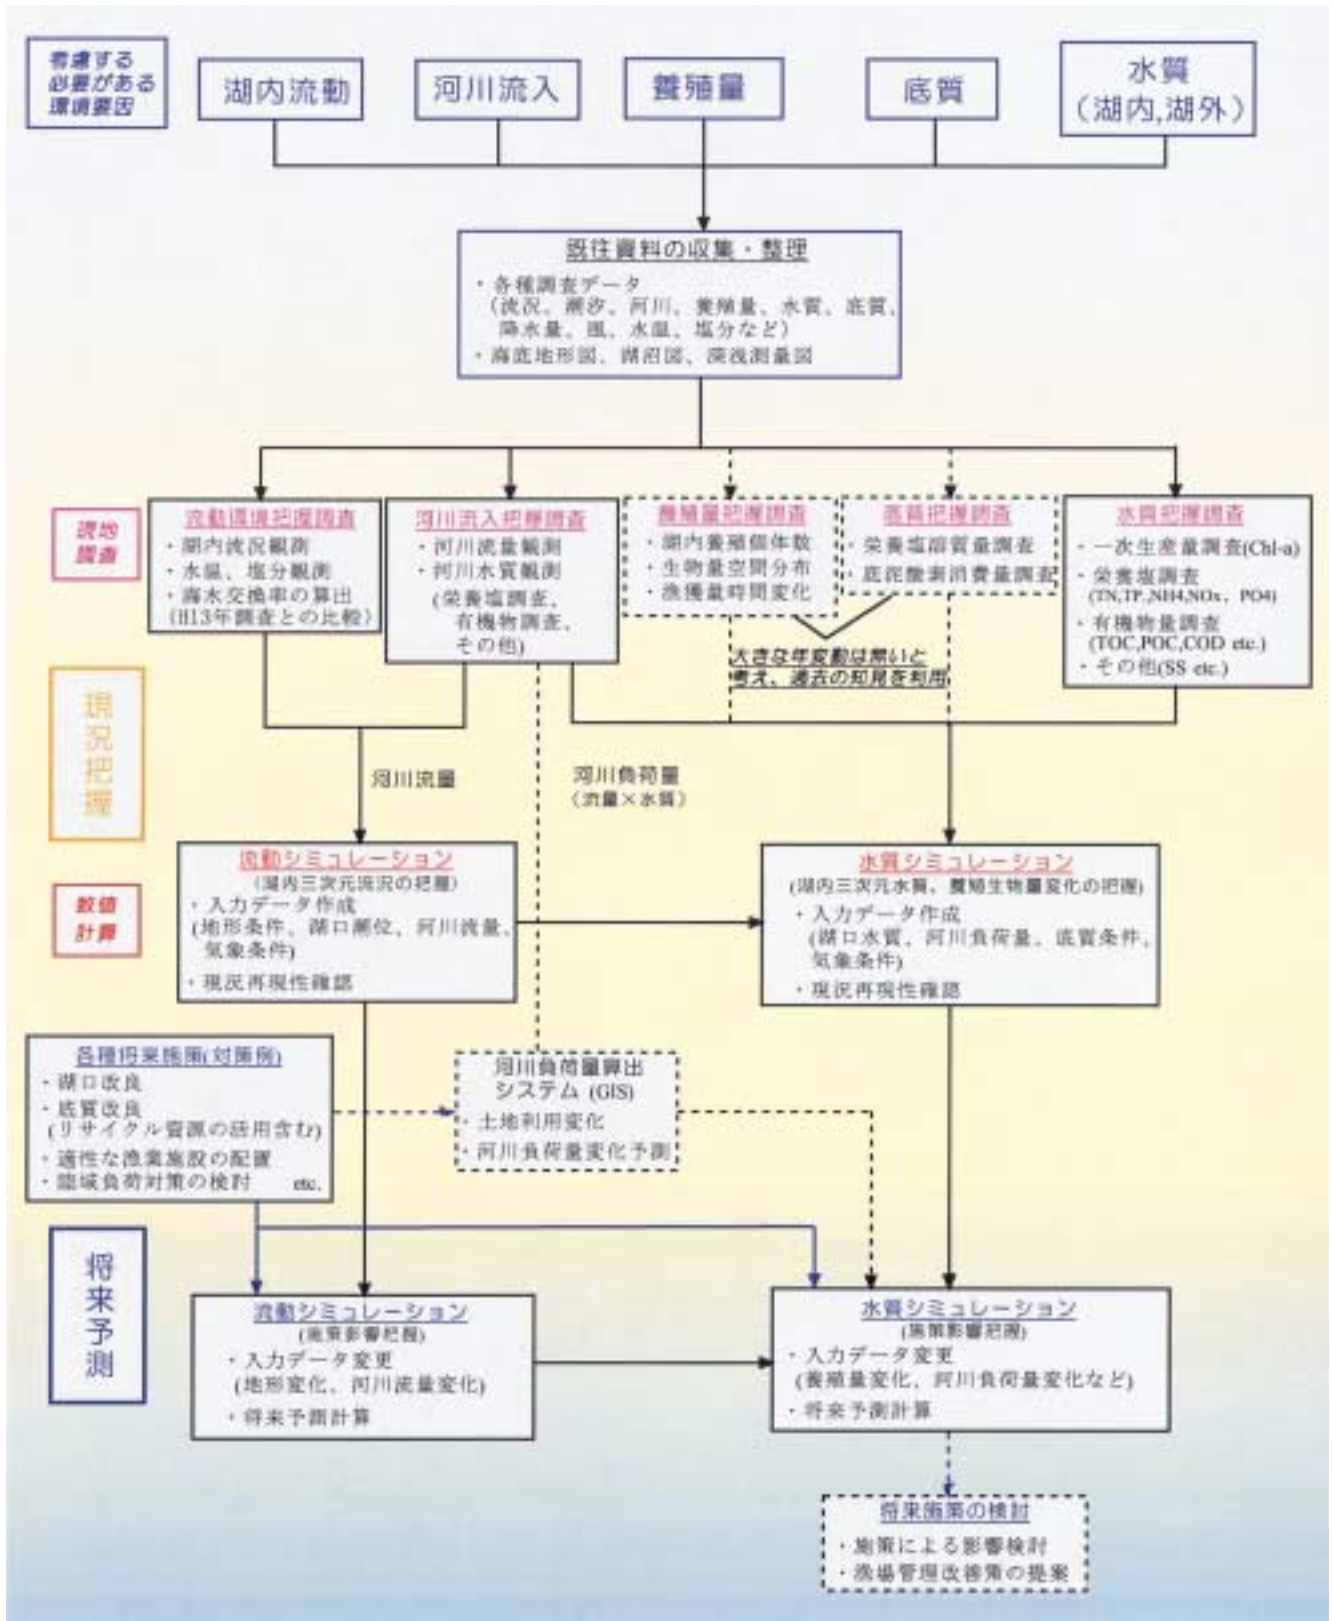 考慮する
必要がある
環境要因
湖内流動
河川流入
養殖量
底質
水質
(湖内,湖外)
既往資料の収集・整理
・各種調査データ
(流況、潮汐、河川、養殖量、水質、底質、
降水量、風、水温、塩分など)
・海底地形図、湖沼図、深浅測量図
現地
調査
流動環境把握調査
・湖内流況観測
・水温、塩分観測
・海水交換率の算出
(H13年調査との比較)
河川流入把握調査
・河川流量観測
・河川水質観測
(栄養塩調査、
有機物調査、
その他)
養殖量把握調査
・湖内養殖個体数
・生物量空間分布
・漁獲量時間変化
底質把握調査
・栄養塩溶質量調査
・底泥酸素消費量調査
水質把握調査
・一次生産量調査(Chl-a)
・栄養塩調査
(TN,TP,NH4,NOx、PO4)
・有機物量調査
(TOC,POC,COD etc.)
・その他(SS etc.)
大きな年変動は無いと
考え、過去の知見を利用
現況把握
河川流量
河川負荷量
(流量×水質)
数値
計算
流動シミュレーション
(湖内三次元流況の把握)
・入力データ作成
(地形条件、湖口潮位、河川流量、
気象条件)
・現況再現性確認
水質シミュレーション
(湖内三次元水質、養殖生物量変化の把握)
・入力データ作成
(湖口水質、河川負荷量、底質条件、
気象条件)
・現況再現性確認
各種将来施策(対策例)
・湖口改良
・底質改良
(リサイクル資源の活用含む)
・適性な漁業施設の配置
・陸域負荷対策の検討 etc.
河川負荷量算出
システム (GIS)
・土地利用変化
・河川負荷量変化予測
将来予測
流動シミュレーション
(施策影響把握)
・入力データ変更
(地形変化、河川流量変化)
・将来予測計算
水質シミュレーション
(施策影響把握)
・入力データ変更
(養殖量変化、河川負荷量変化など)
・将来予測計算
将来施策の検討
・施策による影響検討
・漁場管理改善策の提案